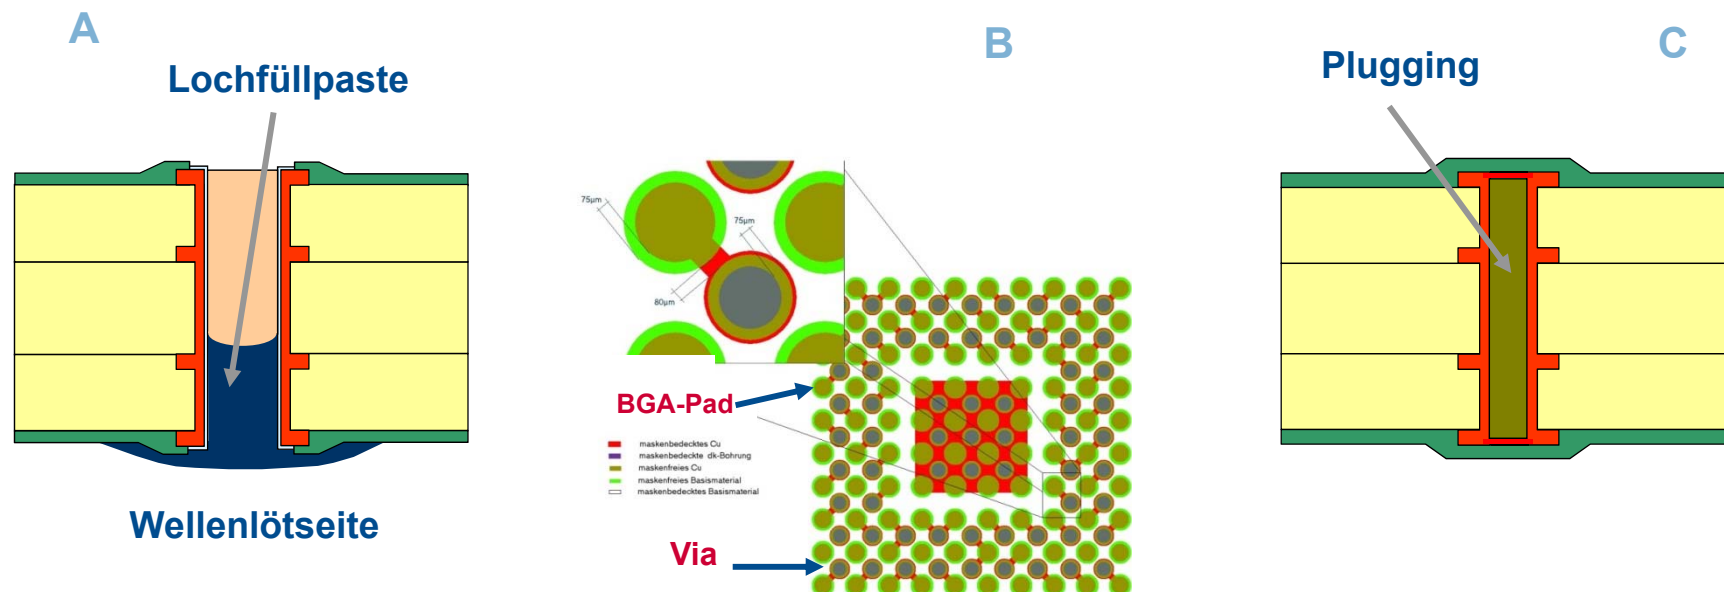 A
Lochfüllpaste
Wellenlötseite
B
75µm
75µm
80µm
BGA-Pad
maskenbedecktes Cu
maskenbedeckte dk-Bohrung
maskenfreies Cu
maskenfreies Basismaterial
maskenbedecktes Basismaterial
Via
C
Plugging